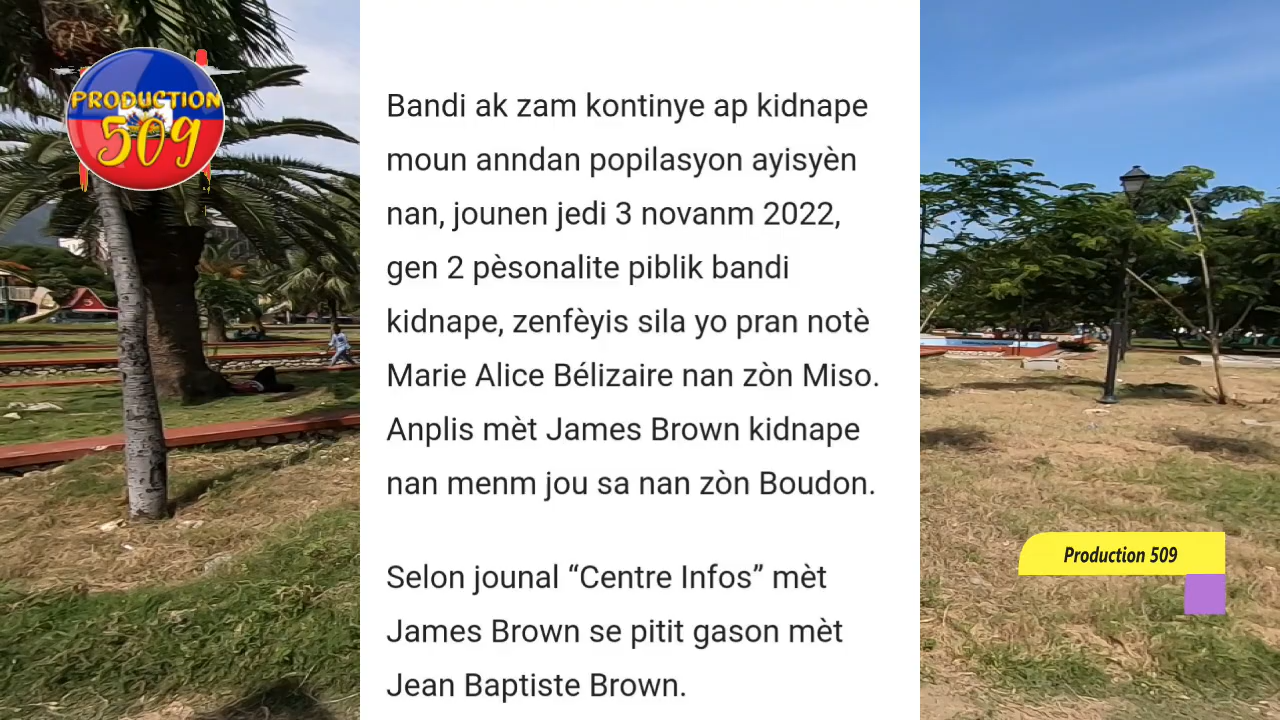 PRODUCTION
509
Bandi ak zam kontinye ap kidnape
moun anndan popilasyon ayisyèn
nan, jounen jedi 3 novanm 2022,
gen 2 pèsonalite piblik bandi
kidnape, zenfèyis sila yo pran notè
Marie Alice Bélizaire nan zòn Miso.
Anplis mèt James Brown kidnape
nan menm jou sa nan zòn Boudon.
Selon jounal “Centre Infos” mèt
James Brown se pitit gason mèt
Jean Baptiste Brown.
Production 509